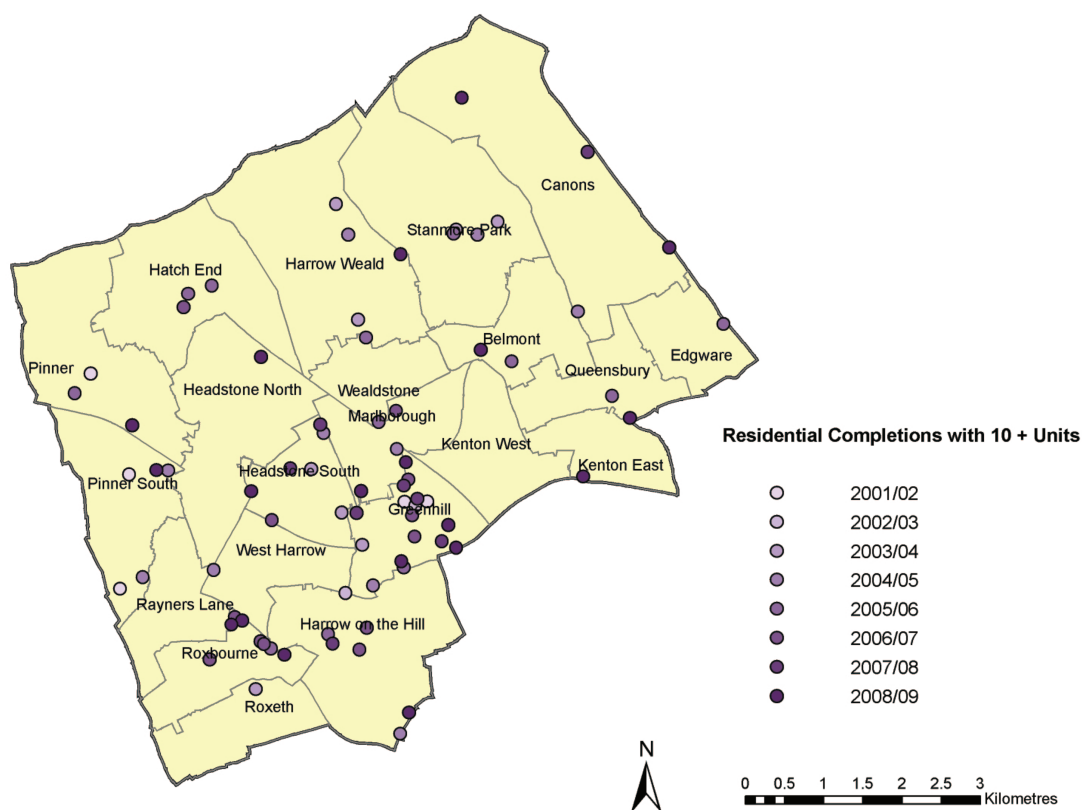 Canons
Stanmore Park
Harrow Weald
Hatch End
Belmont
Edgware
Pinner
Queensbury
Headstone North
Wealdstone
Marlborough
Kenton West
Residential Completions with 10 + Units
Kenton East
Headstone South
Pinner South
2001/02
Greenhill
2002/03
West Harrow
2003/04
2004/05
Rayners Lane
2005/06
Harrow on the Hill
2006/07
Roxbourne
2007/08
2008/09
Roxeth
N
0 0.5 1 1.5 2 2.5 3
Kilometres